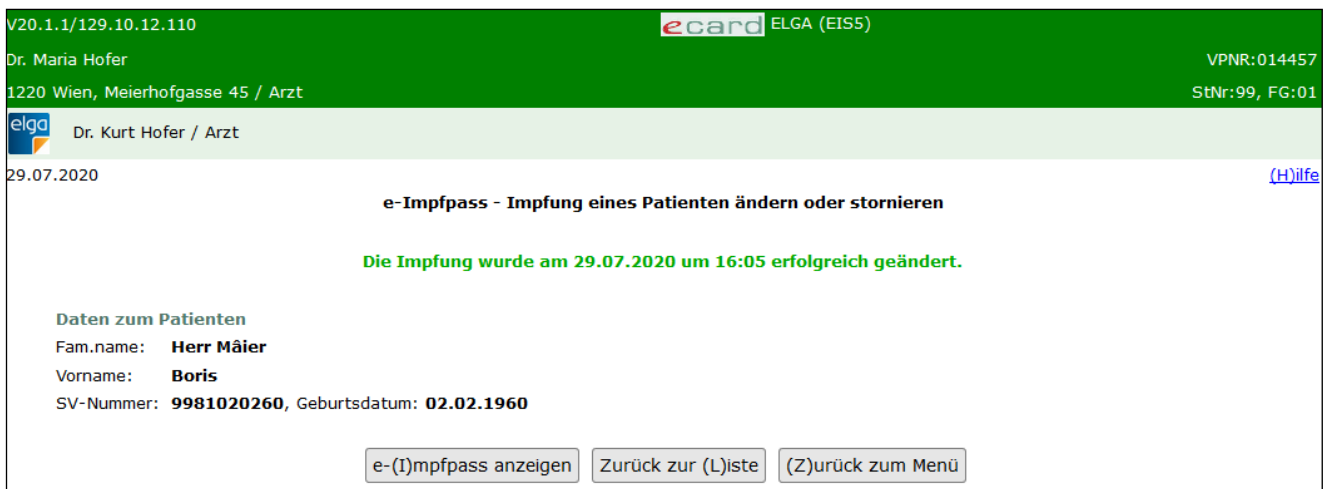 V20.1.1/129.10.12.110 ecard ELGA (EIS5)
Dr. Maria Hofer VPNR:014457
1220 Wien, Meierhofgasse 45 / Arzt StNr:99, FG:01
elga Dr. Kurt Hofer / Arzt
29.07.2020 (H)ilfe
e-Impfpass - Impfung eines Patienten ändern oder stornieren
Die Impfung wurde am 29.07.2020 um 16:05 erfolgreich geändert.
Daten zum Patienten
Fam.name: Herr Mâier
Vorname: Boris
SV-Nummer: 9981020260, Geburtsdatum: 02.02.1960
e-(I)mpfpass anzeigen Zurück zur (L)iste (Z)urück zum Menü